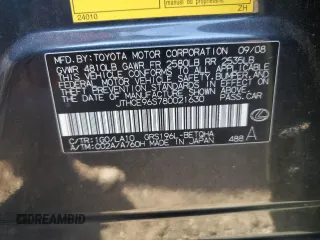 24010
ZH
MFD. BY: TOYOTA MOTOR CORPORATION 09/08
GVWR 4810LB GAWR FR 2580LB RR 2535LB
THIS VEHICLE CONFORMS TO ALL APPLICABLE
FEDERAL MOTOR VEHICLE SAFETY, BUMPER, AND
THEFT PREVENTION STANDARDS IN EFFECT ON
THE DATE OF MANUFACTURE SHOWN ABOVE.
JTHCE96S780021630 PASS. CAR
C/TR: 1G0/LA10 GRS196L-BETQHA
A/TM: C02A/A760H MADE IN JAPAN 488 A
© AUTOBIDMASTER